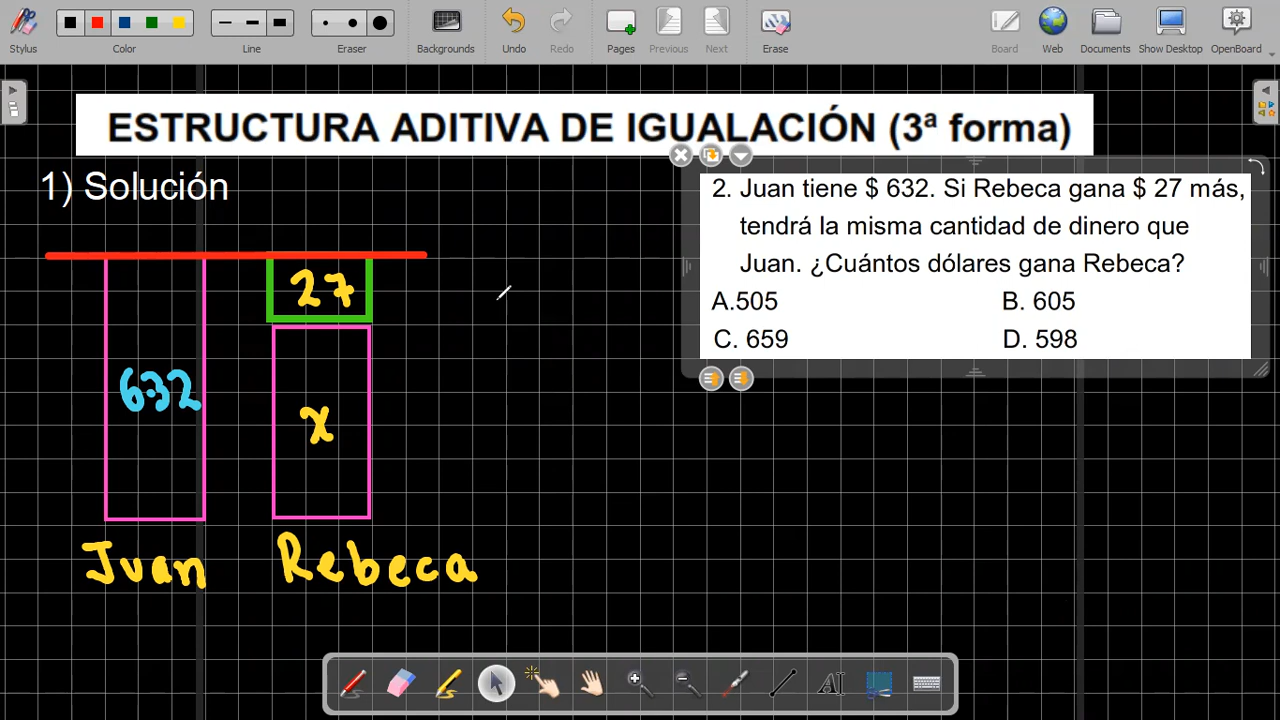 Stylus Color Line Eraser Backgrounds Undo Redo Pages Previous Next Erase Board Web Documents Show Desktop OpenBoard
ESTRUCTURA ADITIVA DE IGUALACIÓN (3ª forma)
1) Solución
2. Juan tiene $ 632. Si Rebeca gana $ 27 más,
tendrá la misma cantidad de dinero que
Juan. ¿Cuántos dólares gana Rebeca?
A.505 B. 605
C. 659 D. 598
27
632
x
Juan Rebeca
AI